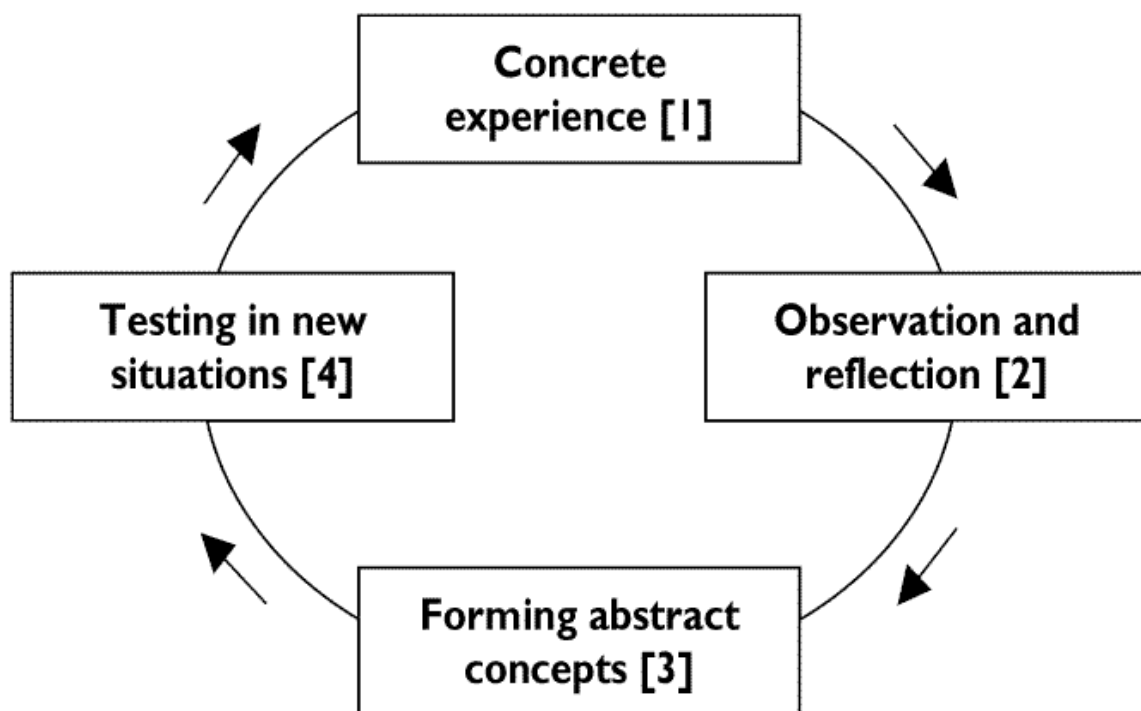 Concrete
experience [1]
Observation and
reflection [2]
Forming abstract
concepts [3]
Testing in new
situations [4]